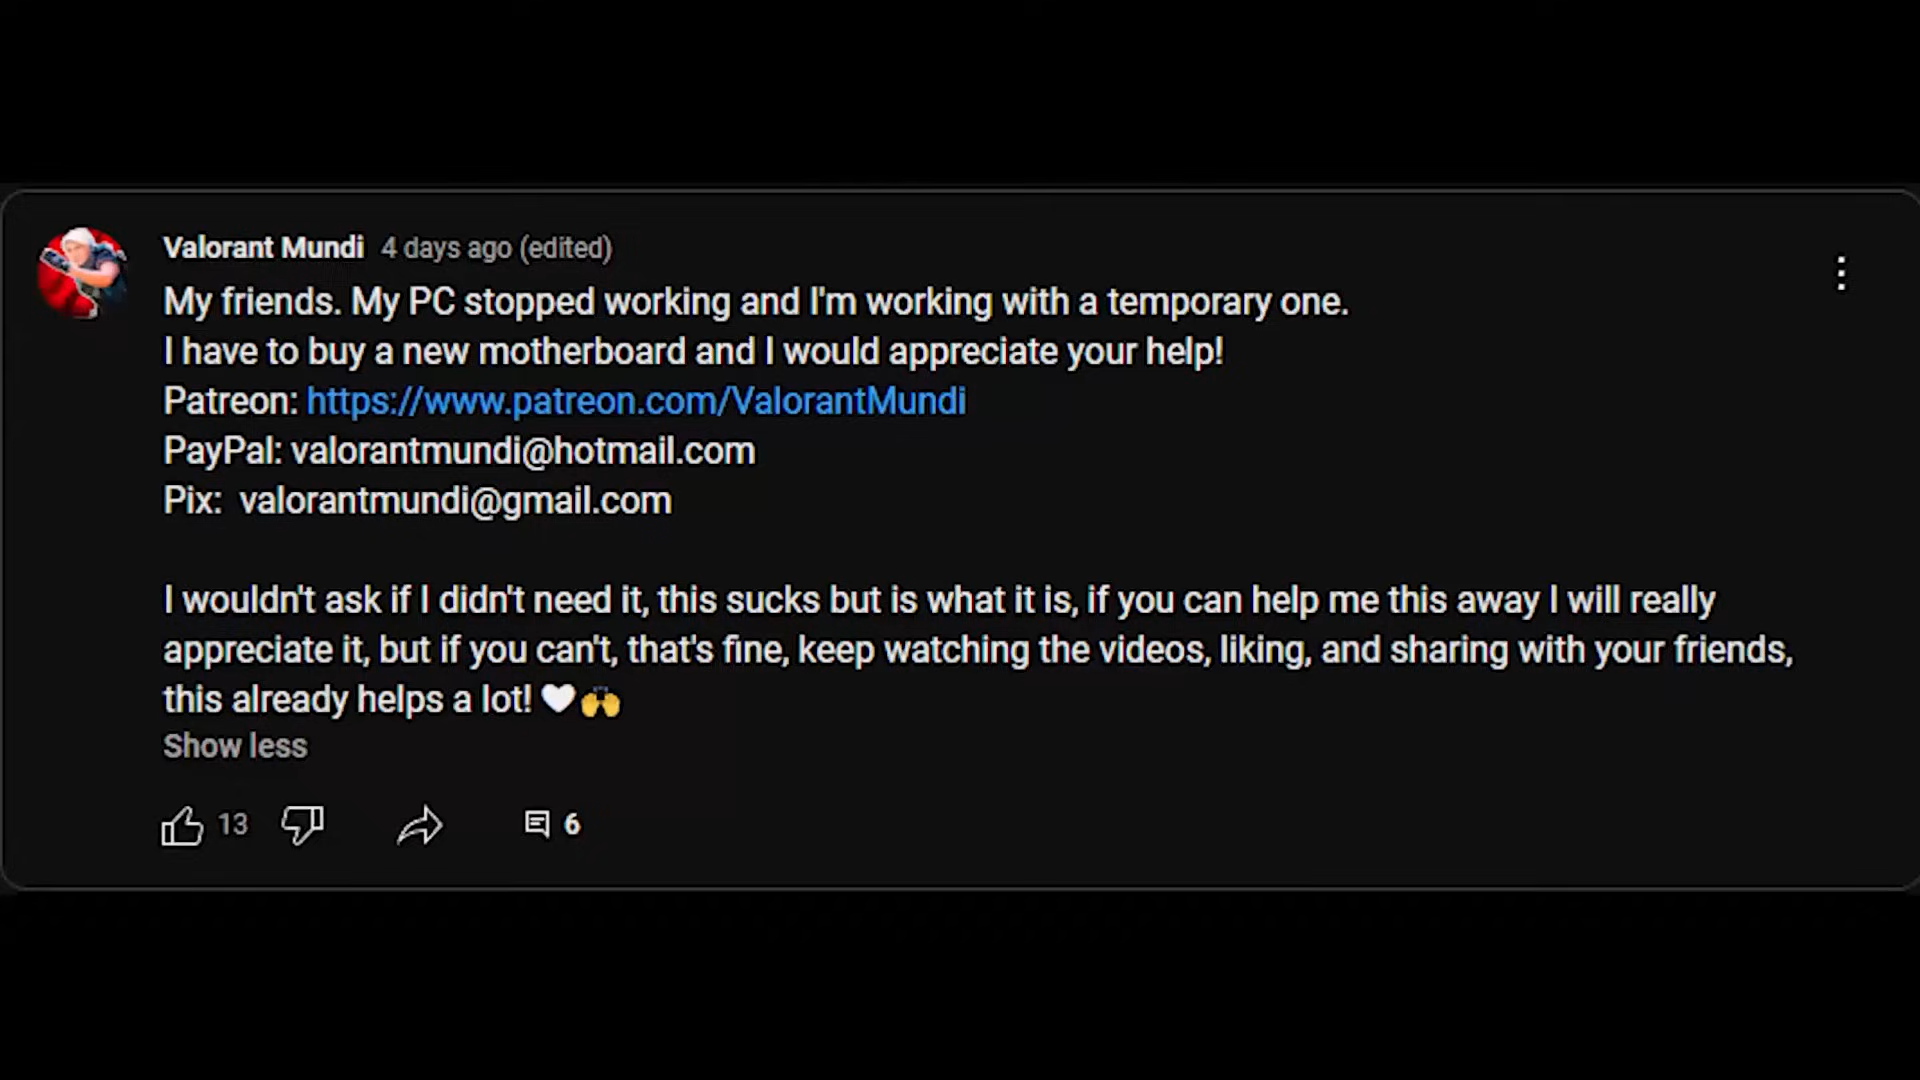 Valorant Mundi 4 days ago (edited)
My friends. My PC stopped working and I'm working with a temporary one.
I have to buy a new motherboard and I would appreciate your help!
Patreon: https://www.patreon.com/ValorantMundi
PayPal: valorantmundi@hotmail.com
Pix:  valorantmundi@gmail.com
I wouldn't ask if I didn't need it, this sucks but is what it is, if you can help me this away I will really
appreciate it, but if you can't, that's fine, keep watching the videos, liking, and sharing with your friends,
this already helps a lot! 🤍🙌
Show less
13 6